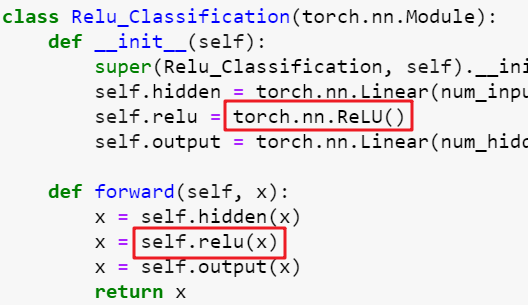 class Relu_Classification(torch.nn.Module):
def __init__(self):
super(Relu_Classification, self).__ini
self.hidden = torch.nn.Linear(num_inpu
self.relu = torch.nn.ReLU()
self.output = torch.nn.Linear(num_hidd
def forward(self, x):
x = self.hidden(x)
x = self.relu(x)
x = self.output(x)
return x